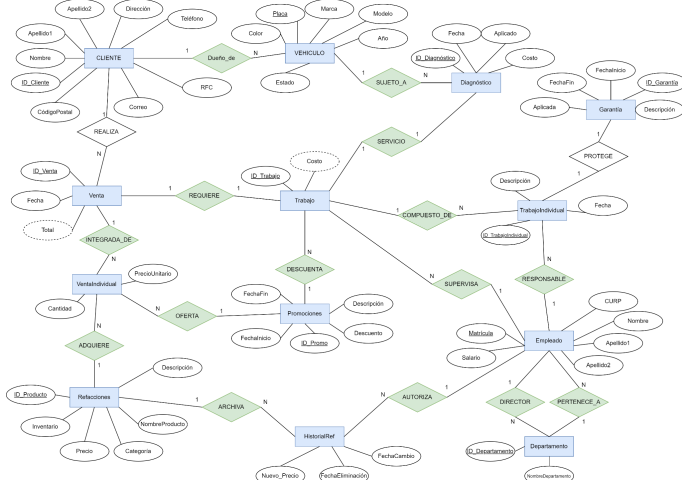 Apellido2
Dirección
Teléfono
Apellido1
Nombre
CLIENTE
ID_Cliente
CódigoPostal
Correo
RFC
1
Dueño_de
N
Placa
Marca
Modelo
Color
VEHICULO
Año
Estado
1
SUJETO_A
N
Fecha
Aplicado
ID_Diagnóstico
Costo
Diagnóstico
FechaInicio
FechaFin
ID_Garantía
Aplicada
Garantía
Descripción
1
REALIZA
N
1
SERVICIO
1
1
PROTEGE
1
ID_Venta
Fecha
Venta
Total
1
REQUIERE
1
Costo
ID_Trabajo
Trabajo
1
COMPUESTO_DE
N
Descripción
TrabajoIndividual
Fecha
ID_TrabajoIndividual
1
INTEGRADA_DE
N
N
DESCUENTA
1
N
SUPERVISA
1
N
RESPONSABLE
1
PrecioUnitario
VentaIndividual
Cantidad
N
OFERTA
1
FechaFin
Descripción
Promociones
FechaInicio
Descuento
ID_Promo
CURP
Nombre
Matrícula
Empleado
Apellido1
Salario
Apellido2
N
ADQUIERE
1
Descripción
ID_Producto
Refacciones
Inventario
NombreProducto
Precio
Categoría
1
ARCHIVA
N
N
AUTORIZA
1
1
DIRECTOR
N
N
PERTENECE_A
1
HistorialRef
FechaCambio
Nuevo_Precio
FechaEliminación
ID_Departamento
Departamento
NombreDepartamento